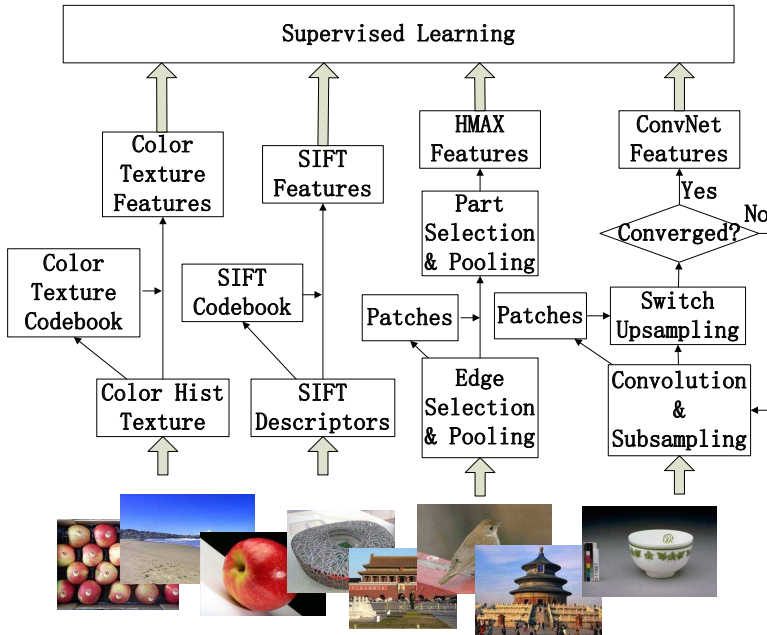 Supervised Learning
Color
Texture
Features
SIFT
Features
HMAX
Features
ConvNet
Features
Yes
No
Part
Selection
& Pooling
Converged?
Color
Texture
Codebook
SIFT
Codebook
Patches
Patches
Switch
Upsampling
Color Hist
Texture
SIFT
Descriptors
Edge
Selection
& Pooling
Convolution
&
Subsampling